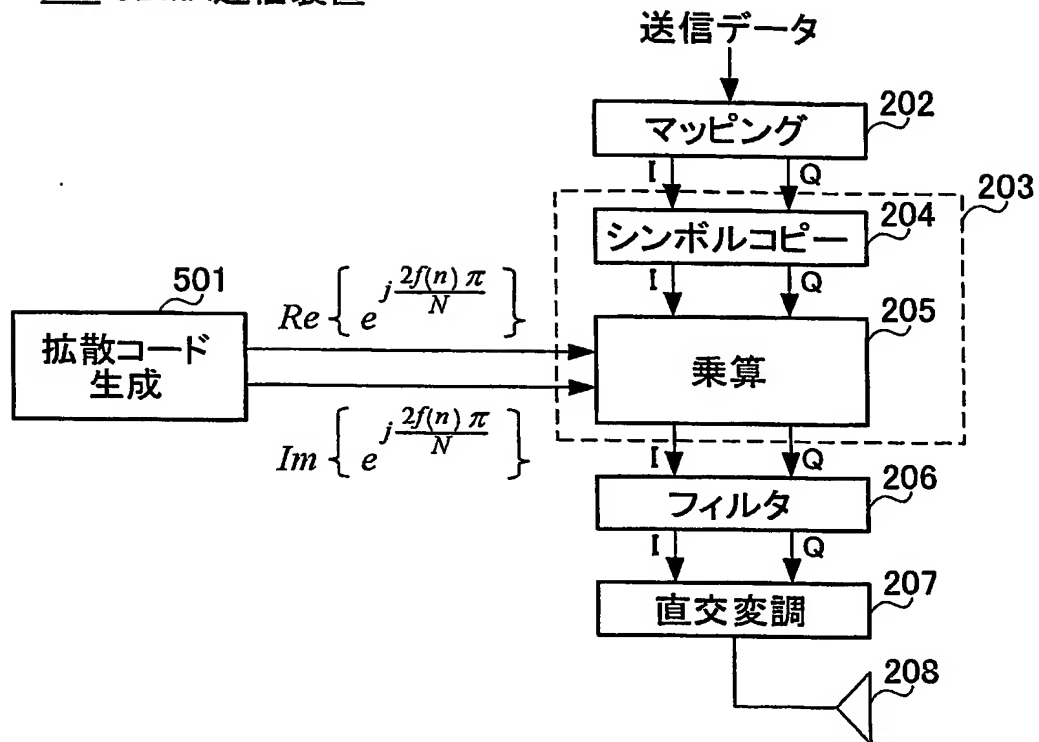 送信データ
マッピング
202
I
Q
203
シンボルコピー
204
I
Q
501
拡散コード
生成
Re { e^{j 2f(n) π / N} }
Im { e^{j 2f(n) π / N} }
乗算
205
I
Q
フィルタ
206
I
Q
直交変調
207
208